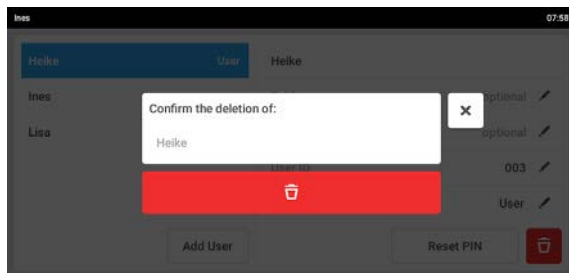 Ines 07:58
Heike User Heike
Ines optional
Lisa optional
Confirm the deletion of:
Heike
User ID 003
User
Add User Reset PIN